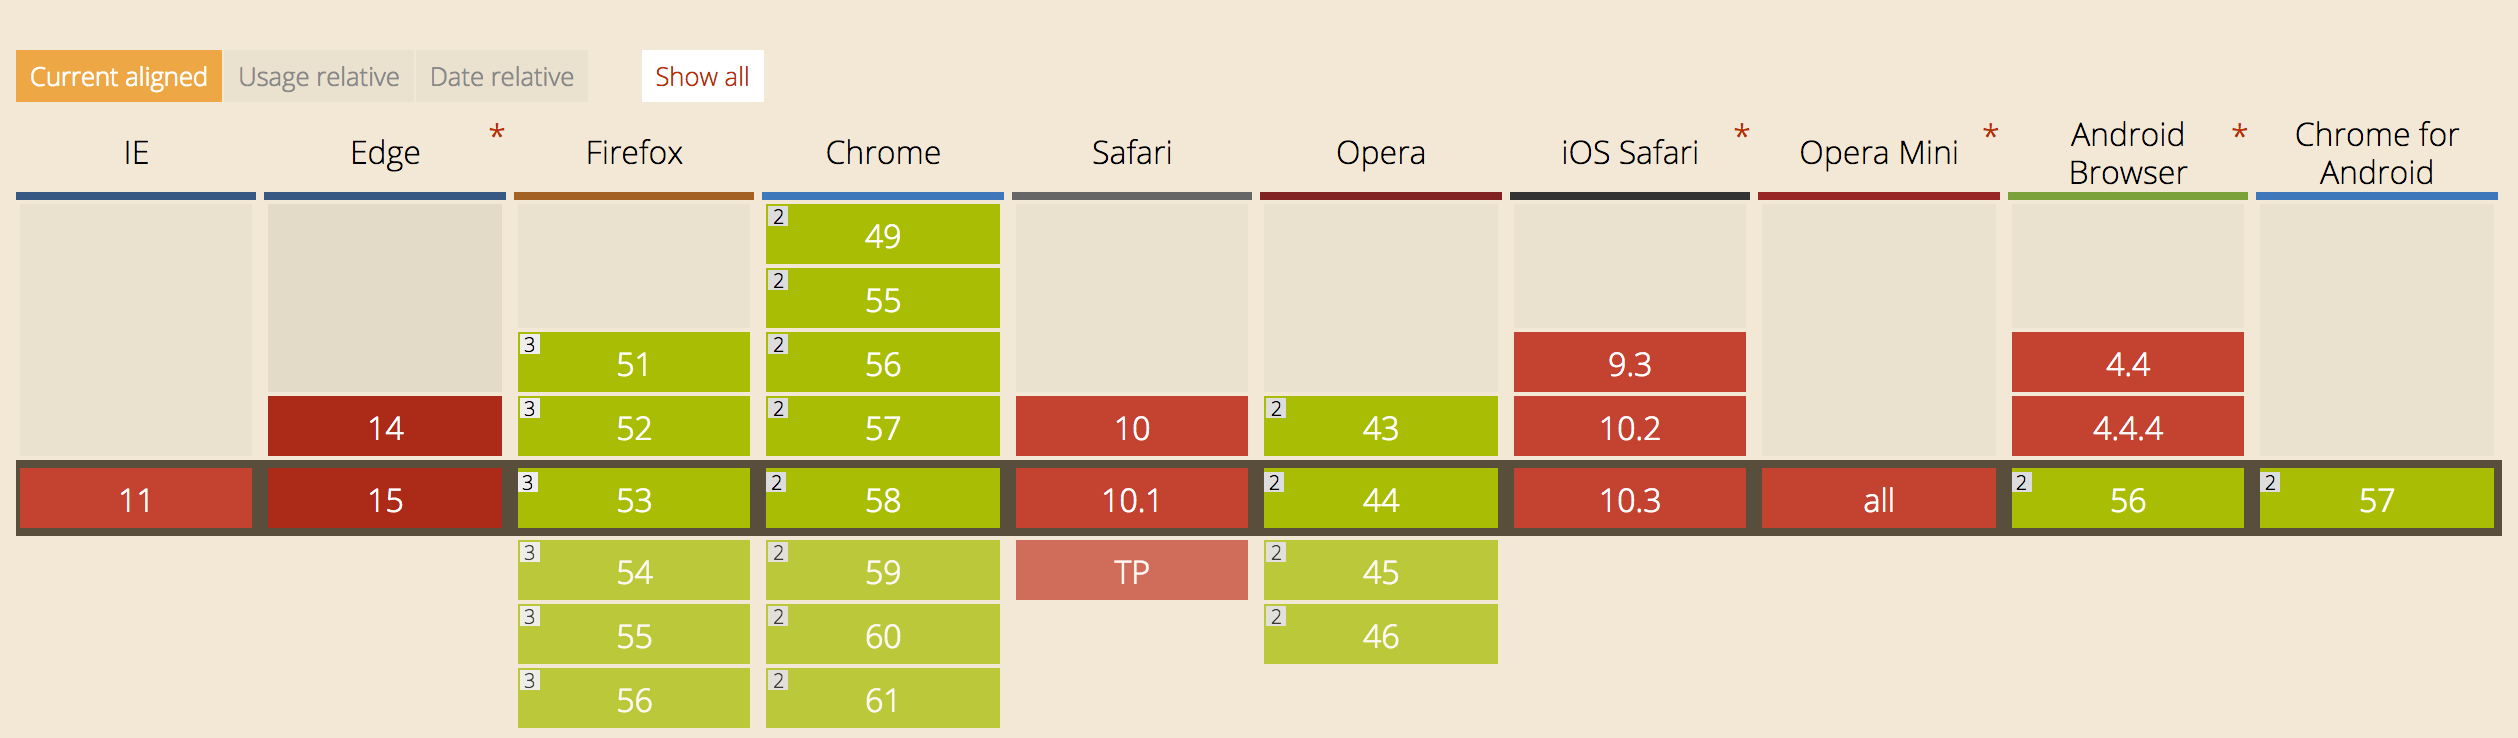 Current aligned Usage relative Date relative Show all
IE Edge * Firefox Chrome Safari Opera iOS Safari * Opera Mini * Android Browser * Chrome for Android
2 49
2 55
3 51 2 56 9.3 4.4
14 3 52 2 57 10 2 43 10.2 4.4.4
11 15 3 53 2 58 10.1 2 44 10.3 all 2 56 2 57
3 54 2 59 TP 2 45
3 55 2 60 2 46
3 56 2 61